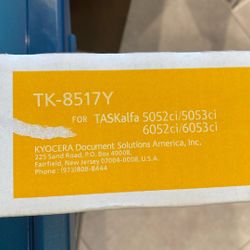 TK-8517Y
FOR TASKalfa 5052ci/5053ci
6052ci/6053ci
KYOCERA Document Solutions America, Inc.
225 Sand Road, P.O. Box 40008,
Fairfield, New Jersey 07004-0008, U.S.A.
Phone: (973)808-8444